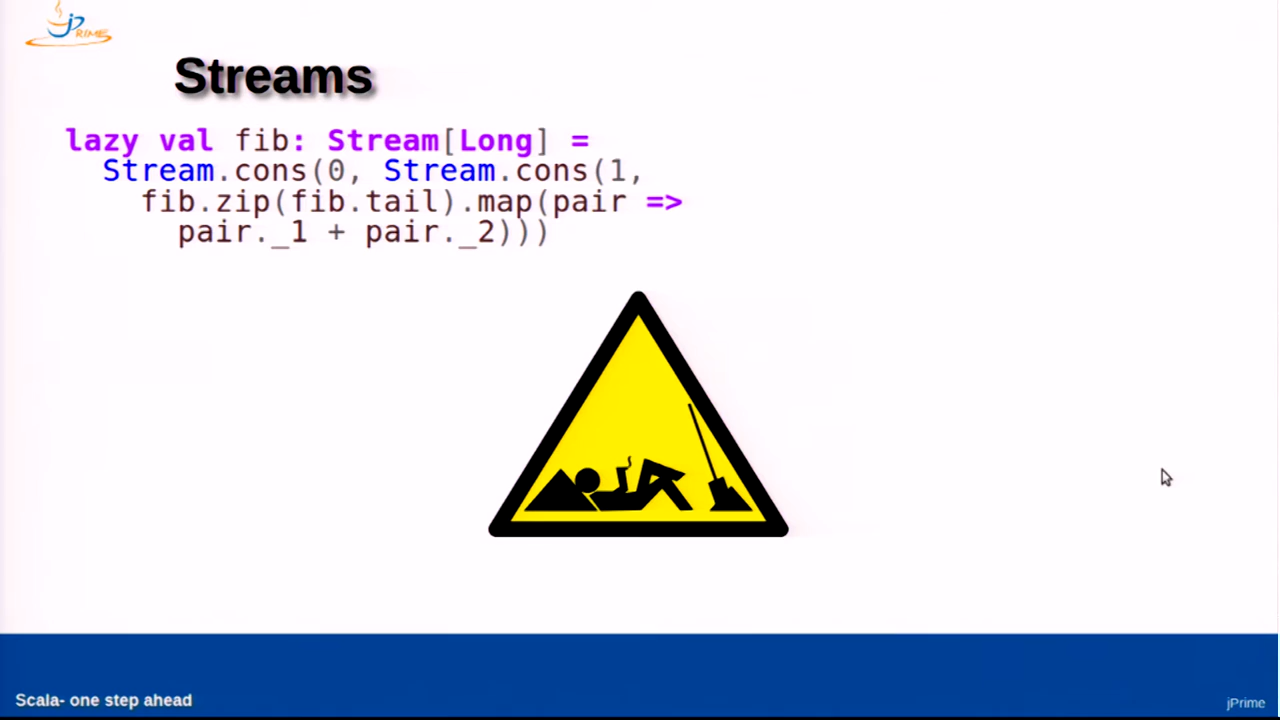 jPRIME
Streams
lazy val fib: Stream[Long] =
  Stream.cons(0, Stream.cons(1,
    fib.zip(fib.tail).map(pair =>
      pair._1 + pair._2)))
Scala- one step ahead
jPrime